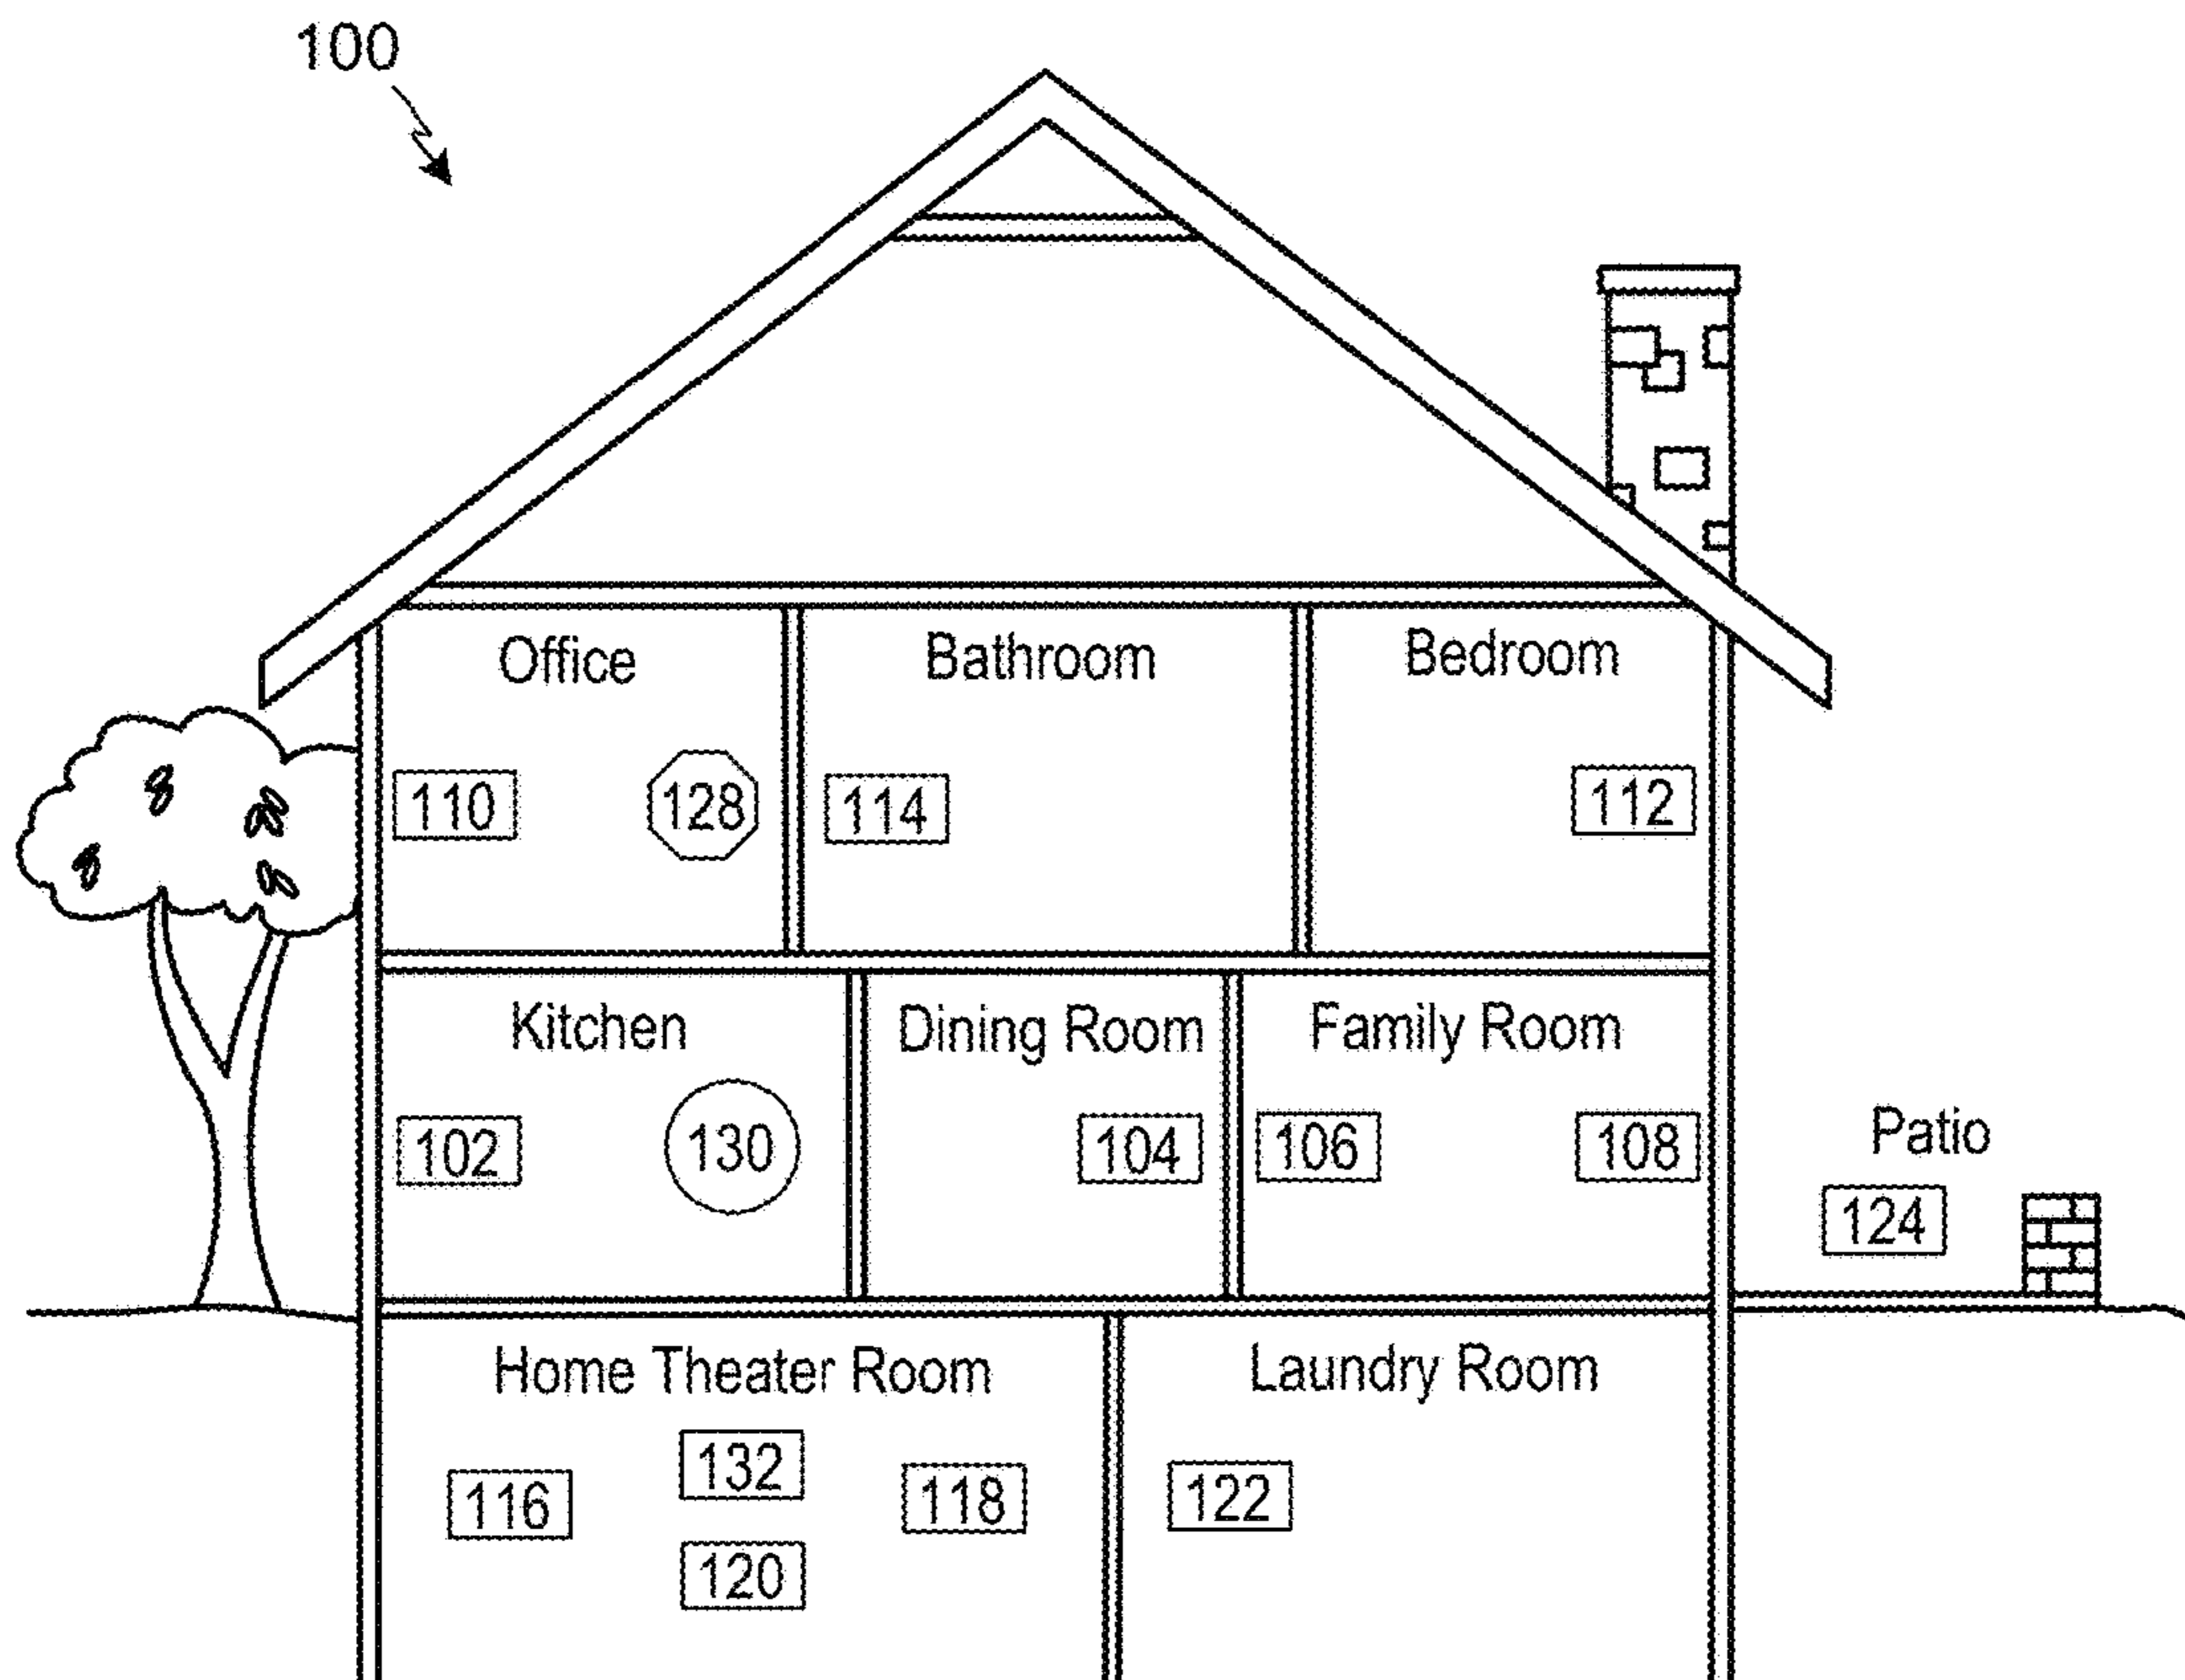 100
Office
Bathroom
Bedroom
110
128
114
112
Kitchen
Dining Room
Family Room
102
130
104
106
108
Patio
124
Home Theater Room
Laundry Room
116
132
118
120
122